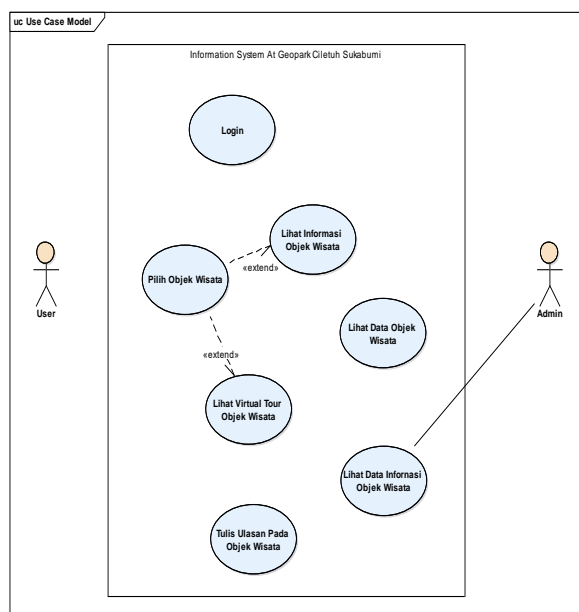 uc Use Case Model
Information System At Geopark Ciletuh Sukabumi
Login
Lihat Informasi
Objek Wisata
«extend»
Pilih Objek Wisata
User
Admin
Lihat Data Objek
Wisata
«extend»
Lihat Virtual Tour
Objek Wisata
Lihat Data Infornasi
Objek Wisata
Tulis Ulasan Pada
Objek Wisata